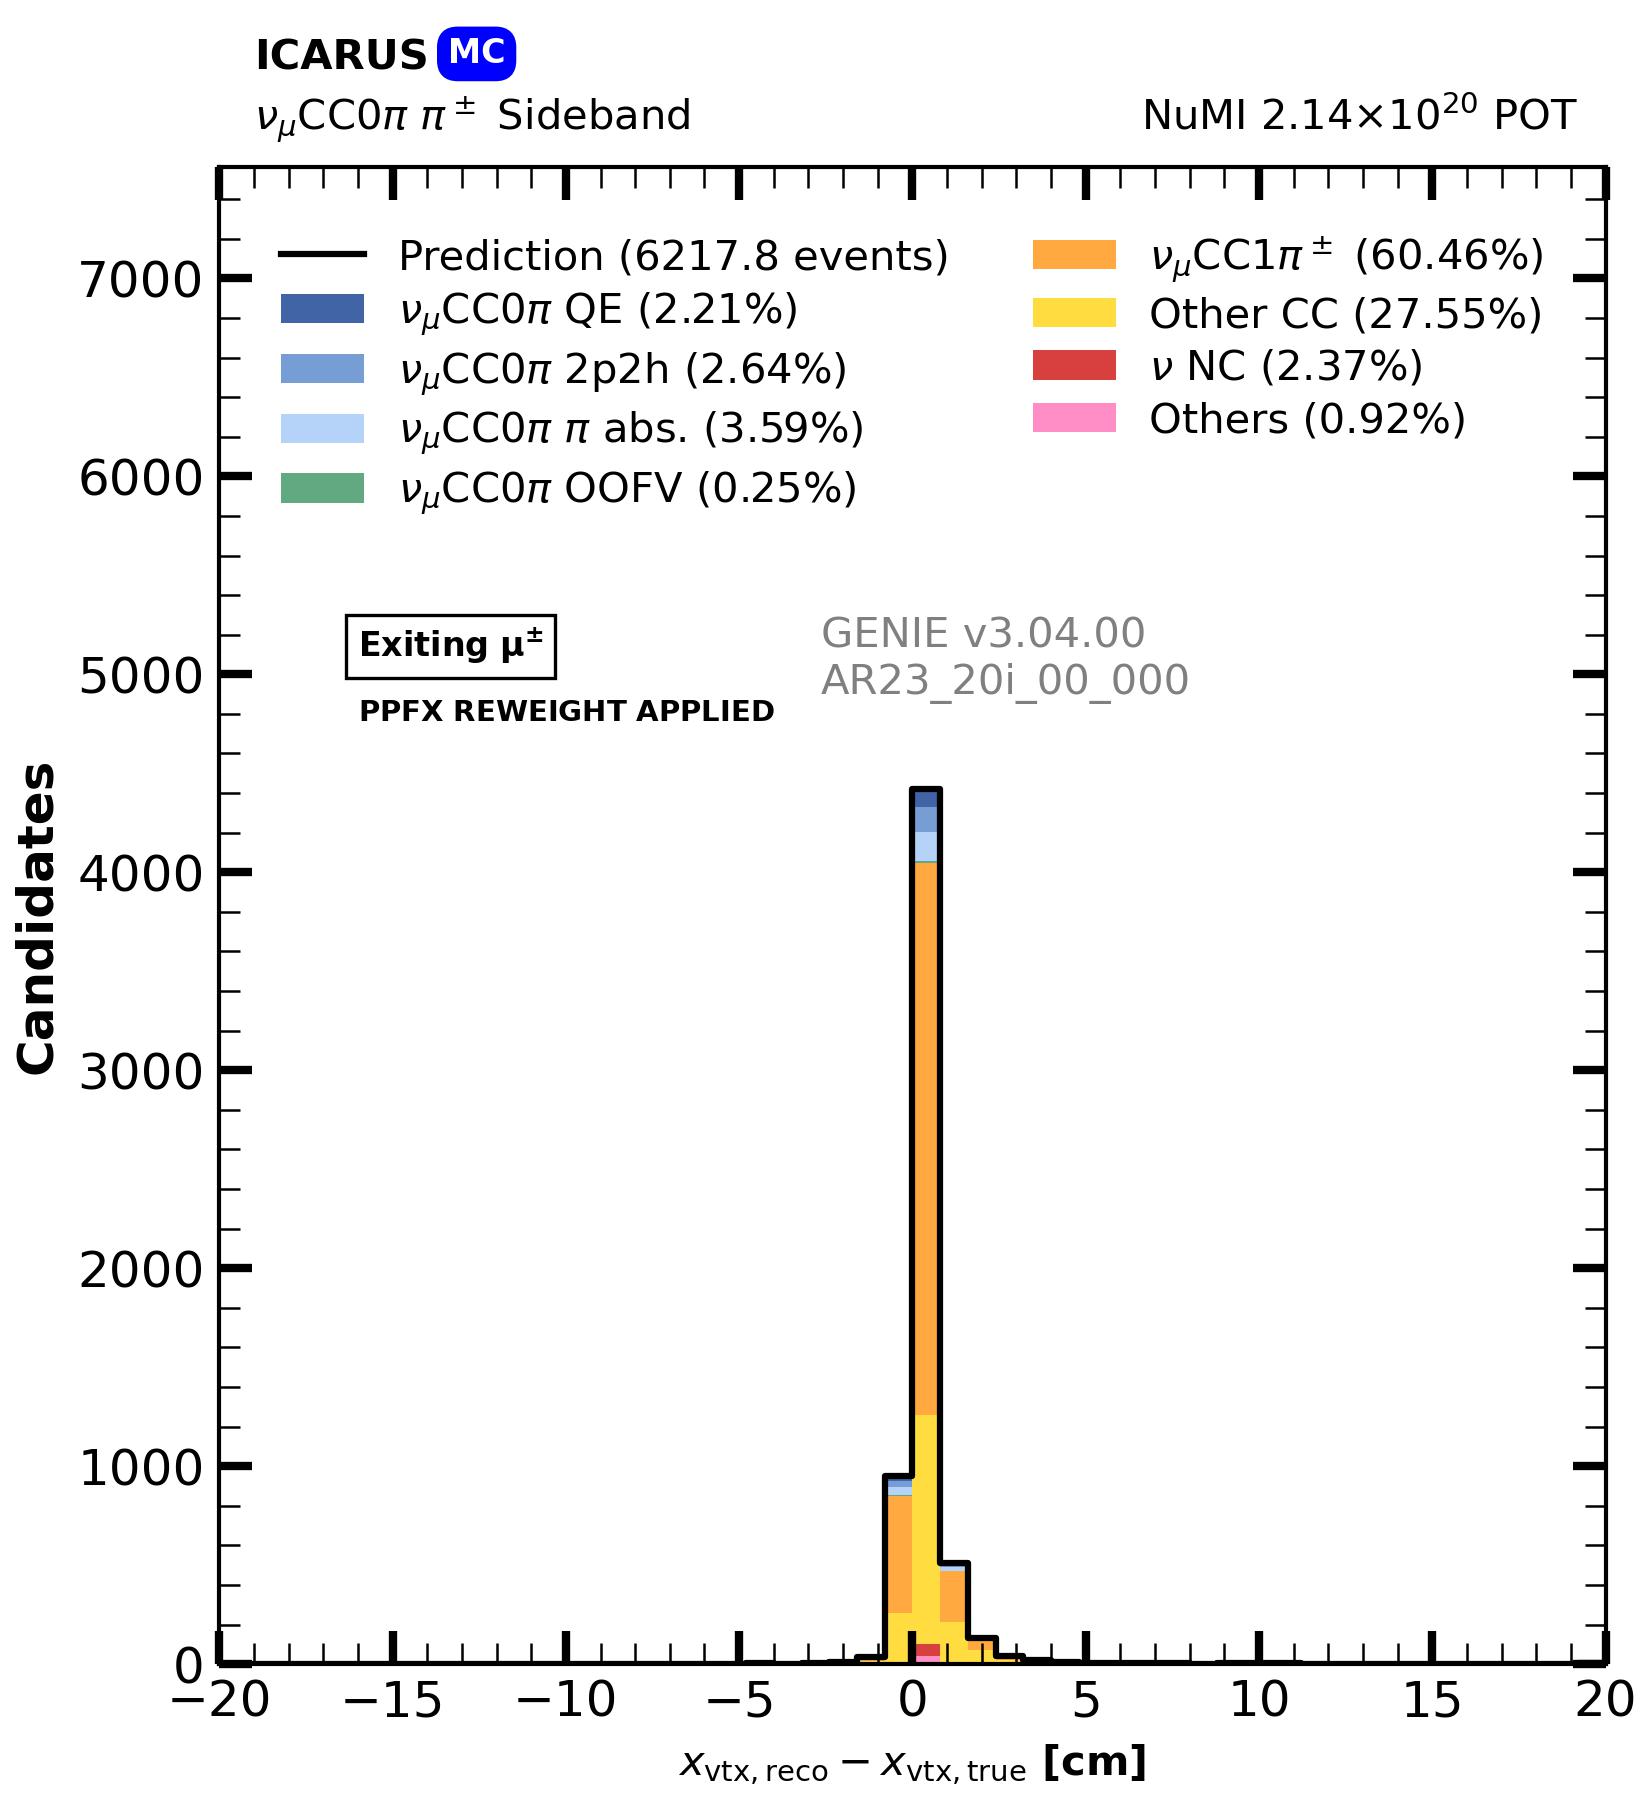 ICARUS MC
νμCC0π π± Sideband
NuMI 2.14×10²⁰ POT
Prediction (6217.8 events)
νμCC0π QE (2.21%)
νμCC0π 2p2h (2.64%)
νμCC0π π abs. (3.59%)
νμCC0π OOFV (0.25%)
νμCC1π± (60.46%)
Other CC (27.55%)
ν NC (2.37%)
Others (0.92%)
Exiting μ±
PPFX REWEIGHT APPLIED
GENIE v3.04.00
AR23_20i_00_000
Candidates
7000
6000
5000
4000
3000
2000
1000
0
−20 −15 −10 −5 0 5 10 15 20
xvtx, reco − xvtx, true [cm]